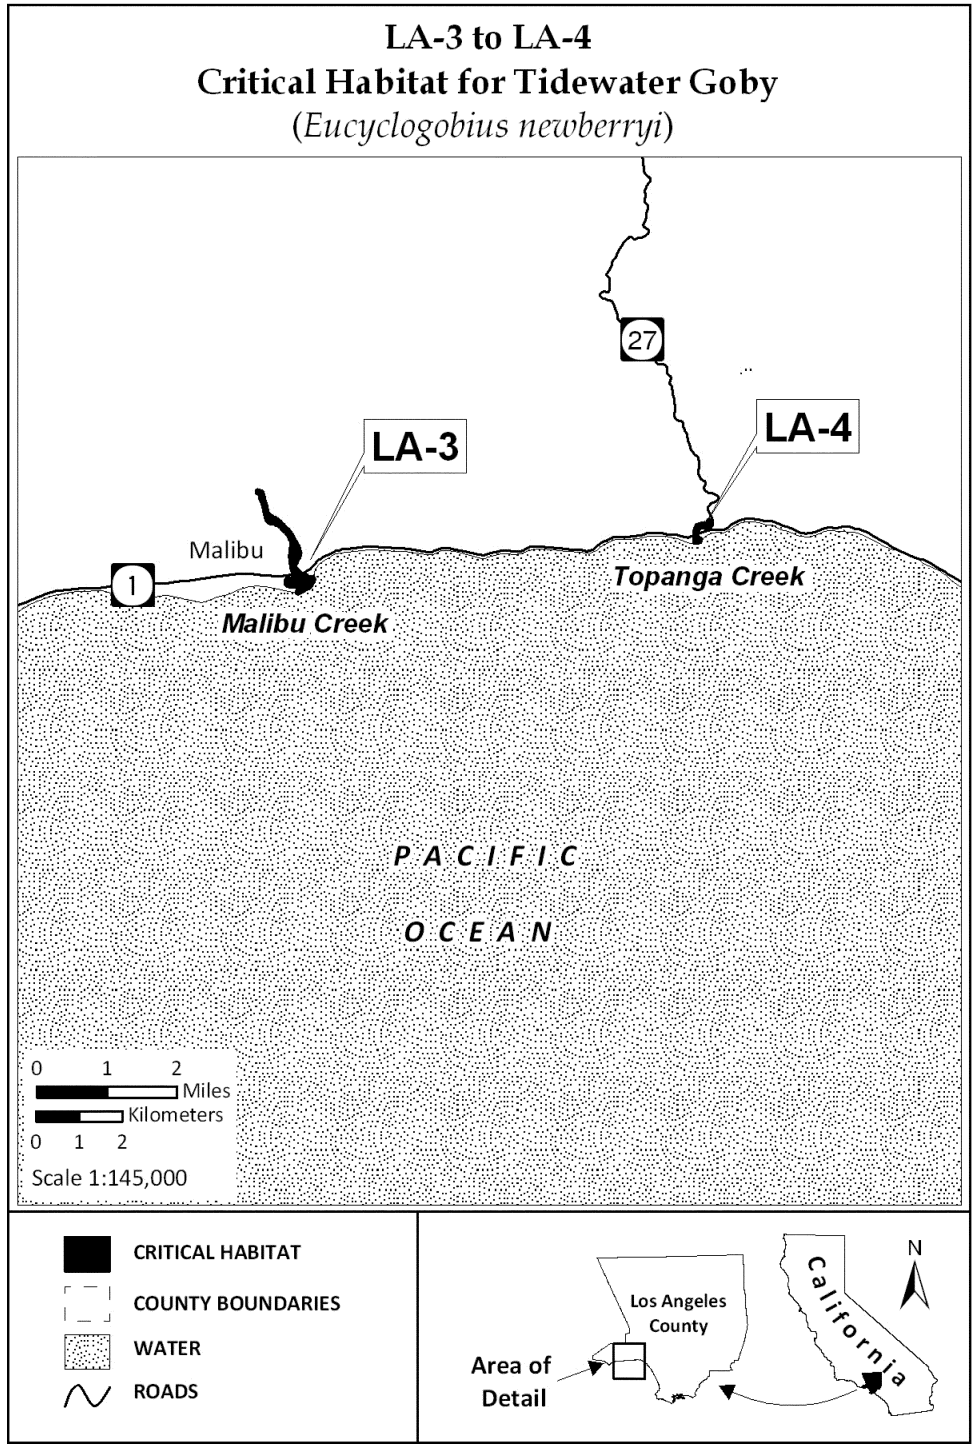 LA-3 to LA-4
Critical Habitat for Tidewater Goby
(Eucyclogobius newberryi)
27
LA-4
LA-3
Malibu
1
Topanga Creek
Malibu Creek
PACIFIC
OCEAN
0 1 2
Miles
Kilometers
0 1 2
Scale 1:145,000
CRITICAL HABITAT
COUNTY BOUNDARIES
WATER
ROADS
Los Angeles
County
Area of
Detail
California
N